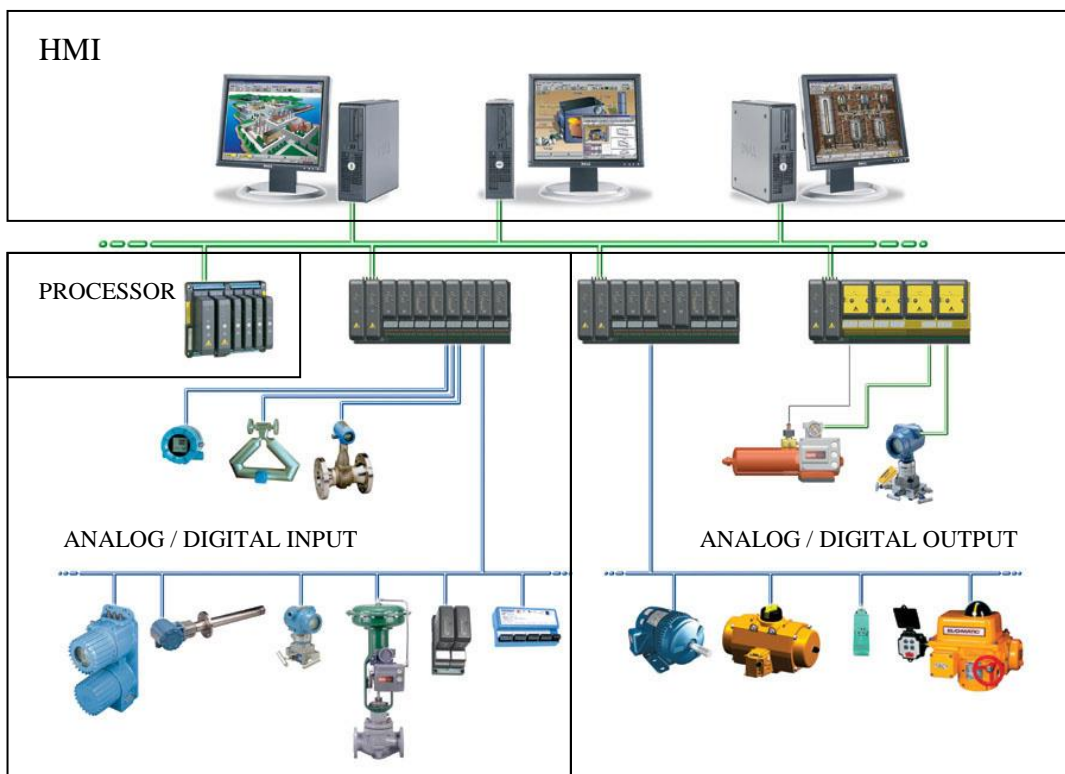 HMI
PROCESSOR
ANALOG / DIGITAL INPUT
ANALOG / DIGITAL OUTPUT